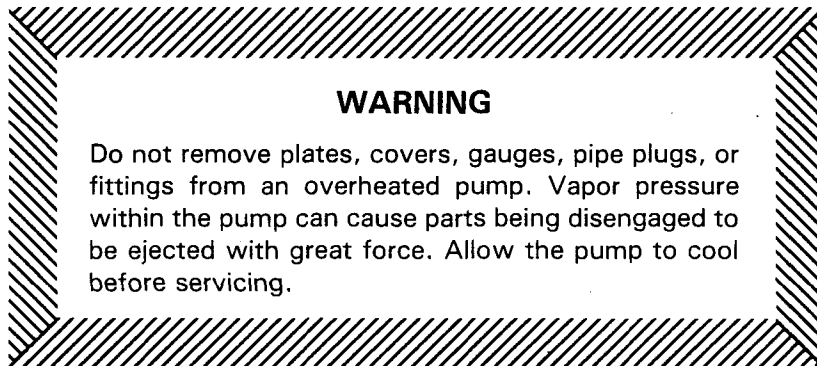 WARNING
Do not remove plates, covers, gauges, pipe plugs, or
fittings from an overheated pump. Vapor pressure
within the pump can cause parts being disengaged to
be ejected with great force. Allow the pump to cool
before servicing.